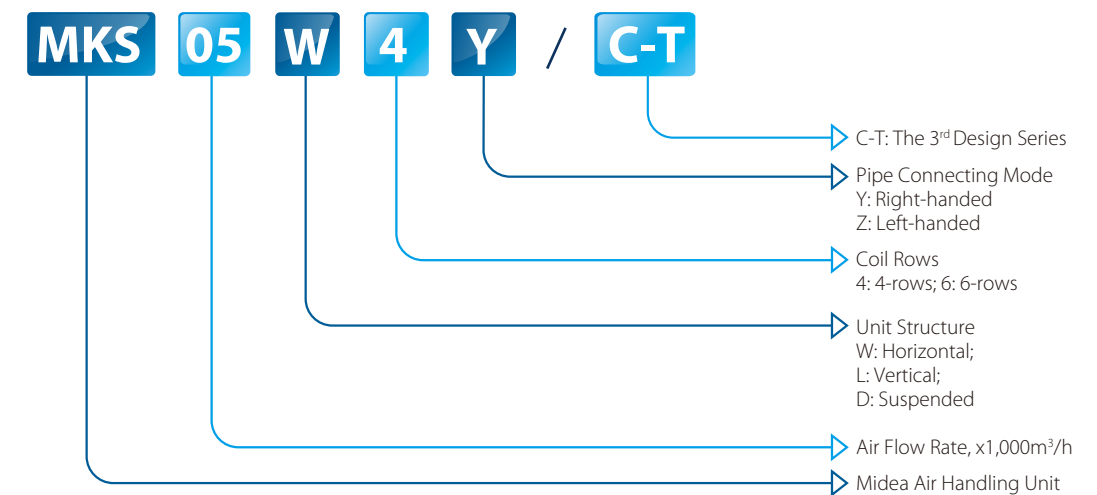 MKS 05 W 4 Y / C-T
C-T: The 3rd Design Series
Pipe Connecting Mode
Y: Right-handed
Z: Left-handed
Coil Rows
4: 4-rows; 6: 6-rows
Unit Structure
W: Horizontal;
L: Vertical;
D: Suspended
Air Flow Rate, x1,000m³/h
Midea Air Handling Unit